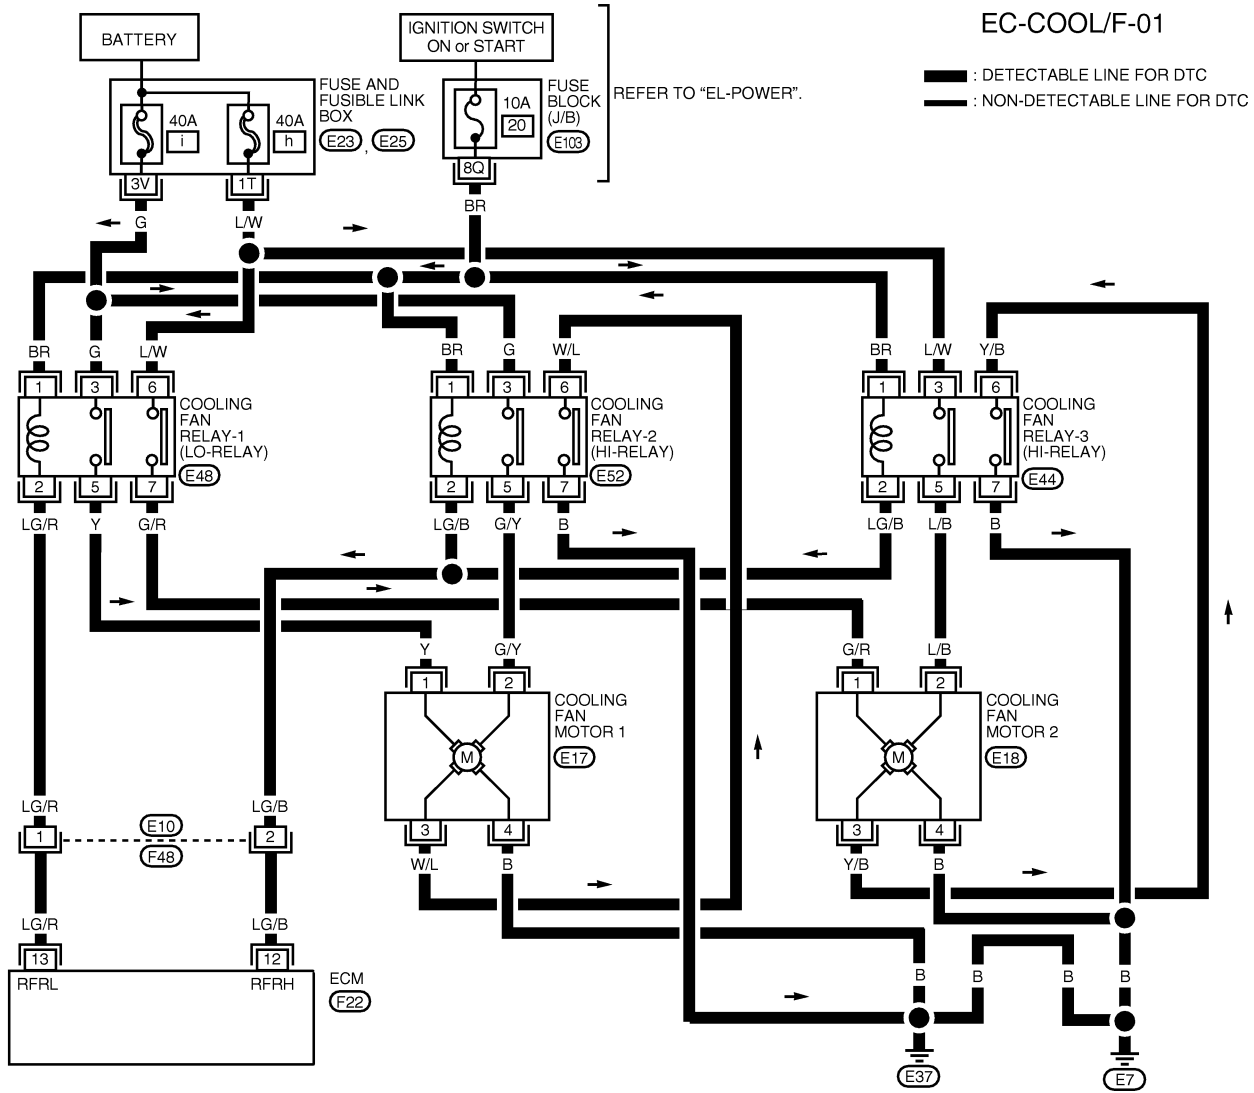 EC-COOL/F-01
: DETECTABLE LINE FOR DTC
: NON-DETECTABLE LINE FOR DTC
BATTERY
IGNITION SWITCH
ON or START
FUSE AND
FUSIBLE LINK
BOX
E23 , E25
40A
i
40A
h
10A
20
FUSE
BLOCK
(J/B)
E103
REFER TO “EL-POWER”.
3V
1T
8Q
G
L/W
BR
BR
G
L/W
BR
G
W/L
BR
L/W
Y/B
1
3
6
1
3
6
1
3
6
COOLING
FAN
RELAY-1
(LO-RELAY)
E48
COOLING
FAN
RELAY-2
(HI-RELAY)
E52
COOLING
FAN
RELAY-3
(HI-RELAY)
E44
2
5
7
2
5
7
2
5
7
LG/R
Y
G/R
LG/B
G/Y
B
LG/B
L/B
B
Y
G/Y
G/R
L/B
1
2
1
2
M
M
COOLING
FAN
MOTOR 1
E17
COOLING
FAN
MOTOR 2
E18
3
4
3
4
W/L
B
Y/B
B
LG/R
LG/B
1
E10
F48
2
LG/R
LG/B
13
12
RFRL
RFRH
ECM
F22
B
B
B
B
E37
E7